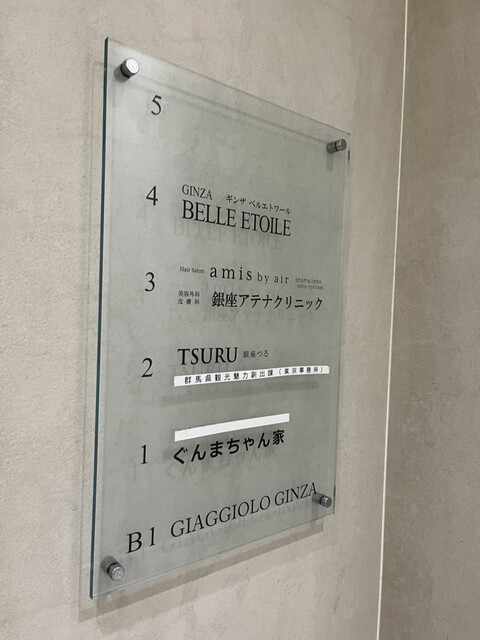 5
4 GINZA ギンザ ベルエトワール
BELLE ETOILE
3 Hair Salon amis by air
美容外科
皮膚科 銀座アテナクリニック
2 TSURU 銀座つる
群馬県観光魅力創出課(東京事務所)
1 ぐんまちゃん家
B1 GIAGGIOLO GINZA